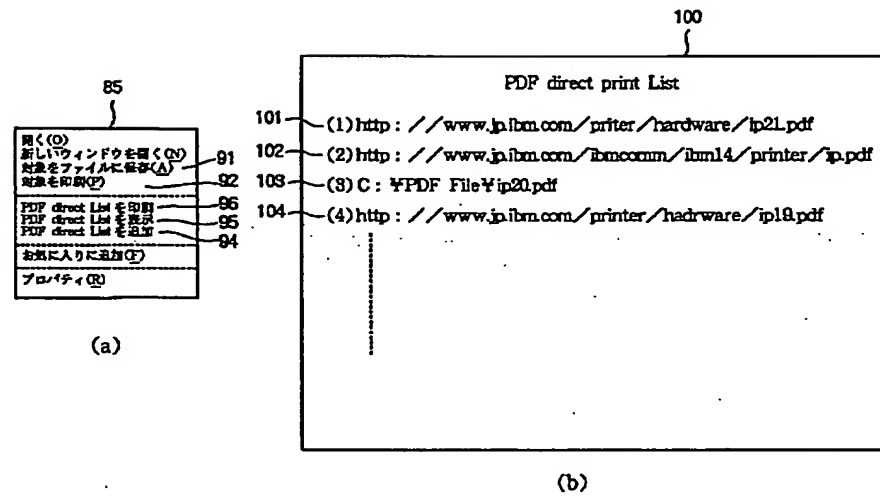 100
PDF direct print List
101
(1) http : //www.jp.ibm.com/priter/hardware/ip21.pdf
102
(2) http : //www.jp.ibm.com/ibmcomm/ibm14/printer/ip.pdf
103
(3) C : ¥PDF File¥ip20.pdf
104
(4) http : //www.jp.ibm.com/printer/hadrware/ip19.pdf
(b)
85
開く(O)
新しいウィンドウを開く(N)
対象をファイルに保存(A)
91
対象を印刷(P)
92
PDF direct List を印刷
96
PDF direct List を表示
95
PDF direct List を追加
94
お気に入りに追加(F)
プロパティ(R)
(a)